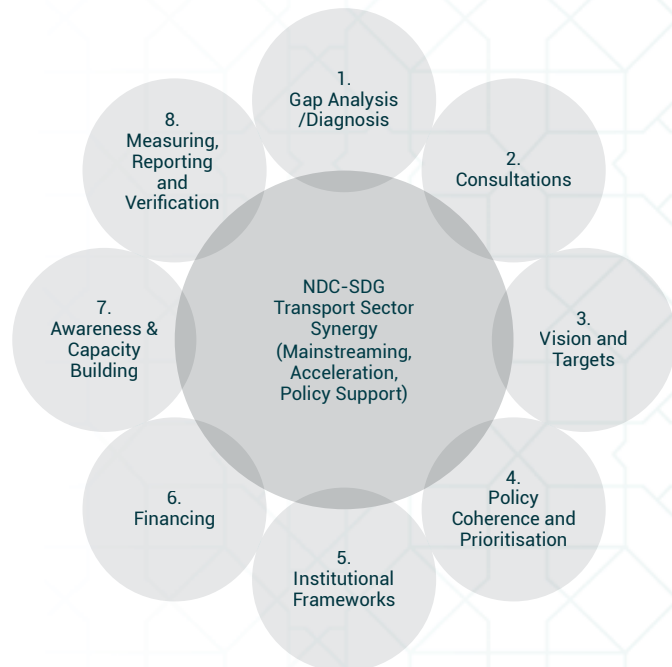 1.
Gap Analysis
/Diagnosis
2.
Consultations
3.
Vision and
Targets
4.
Policy
Coherence and
Prioritisation
5.
Institutional
Frameworks
6.
Financing
7.
Awareness &
Capacity
Building
8.
Measuring,
Reporting
and
Verification
NDC-SDG
Transport Sector
Synergy
(Mainstreaming,
Acceleration,
Policy Support)